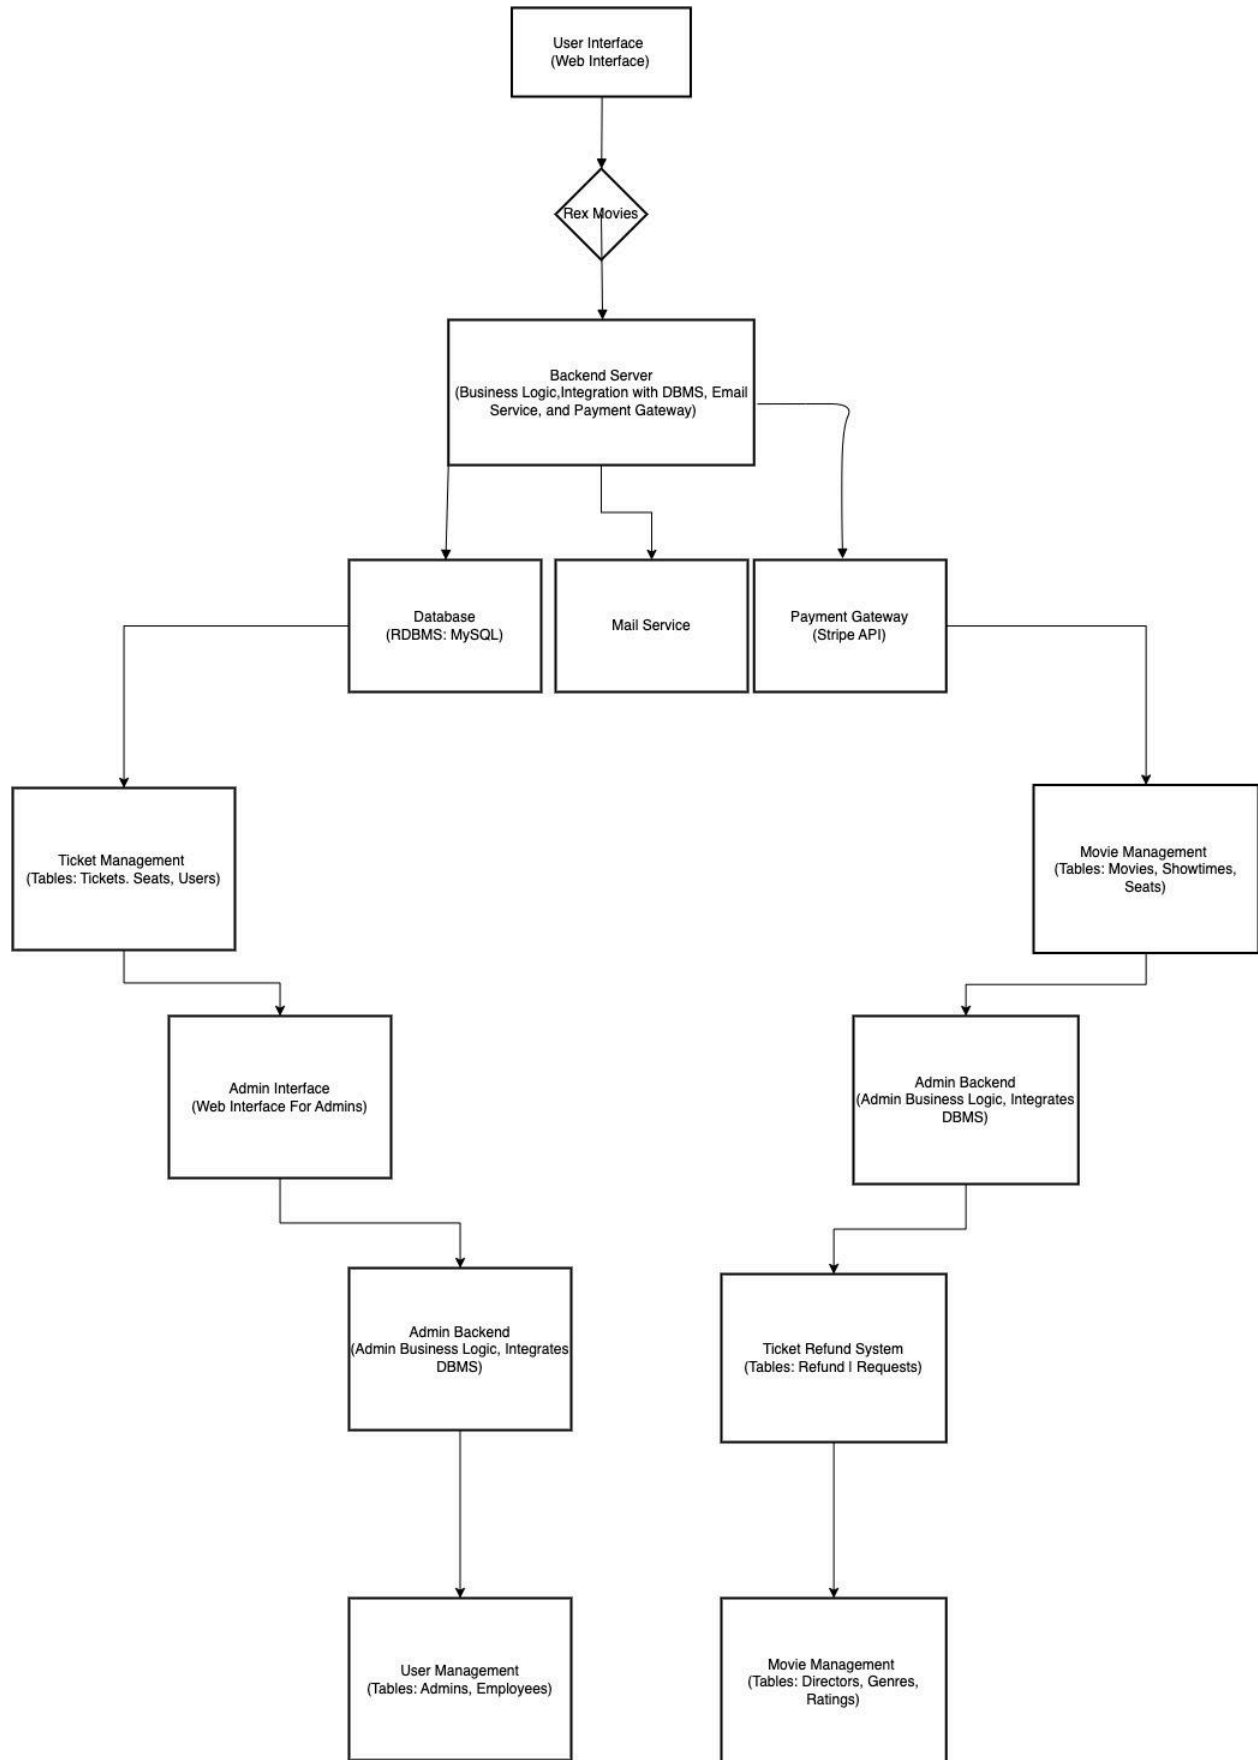 User Interface
(Web Interface)
Rex Movies
Backend Server
(Business Logic,Integration with DBMS, Email
Service, and Payment Gateway)
Database
(RDBMS: MySQL)
Mail Service
Payment Gateway
(Stripe API)
Ticket Management
(Tables: Tickets. Seats, Users)
Movie Management
(Tables: Movies, Showtimes,
Seats)
Admin Interface
(Web Interface For Admins)
Admin Backend
(Admin Business Logic, Integrates
DBMS)
Admin Backend
(Admin Business Logic, Integrates
DBMS)
Ticket Refund System
(Tables: Refund | Requests)
User Management
(Tables: Admins, Employees)
Movie Management
(Tables: Directors, Genres,
Ratings)